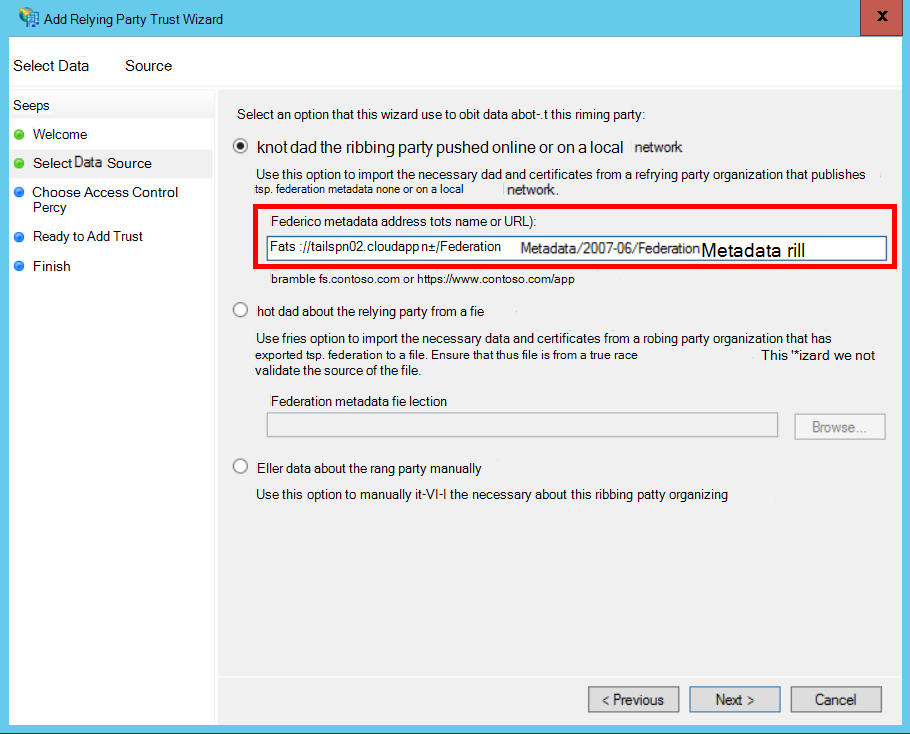 Add Relying Party Trust Wizard
X
Select Data Source
Seeps
Welcome
Select Data Source
Choose Access Control
Percy
Ready to Add Trust
Finish
Select an option that this wizard use to obit data abot-.t this riming party:
knot dad the ribbing party pushed online or on a local network
Use this option to import the necessary dad and certificates from a refrying party organization that publishes
tsp. federation metadata none or on a local network.
Federico metadata address tots name or URL):
Fats ://tailspn02.cloudapp n±/Federation Metadata/2007-06/Federation Metadata rill
bramble fs.contoso.com or https://www.contoso.com/app
hot dad about the relying party from a fie
Use fries option to import the necessary data and certificates from a robing party organization that has
exported tsp. federation to a file. Ensure that thus file is from a true race This '*izard we not
validate the source of the file.
Federation metadata fie lection
Browse...
Eller data about the rang party manually
Use this option to manually it-VI-I the necessary about this ribbing patty organizing
< Previous
Next >
Cancel